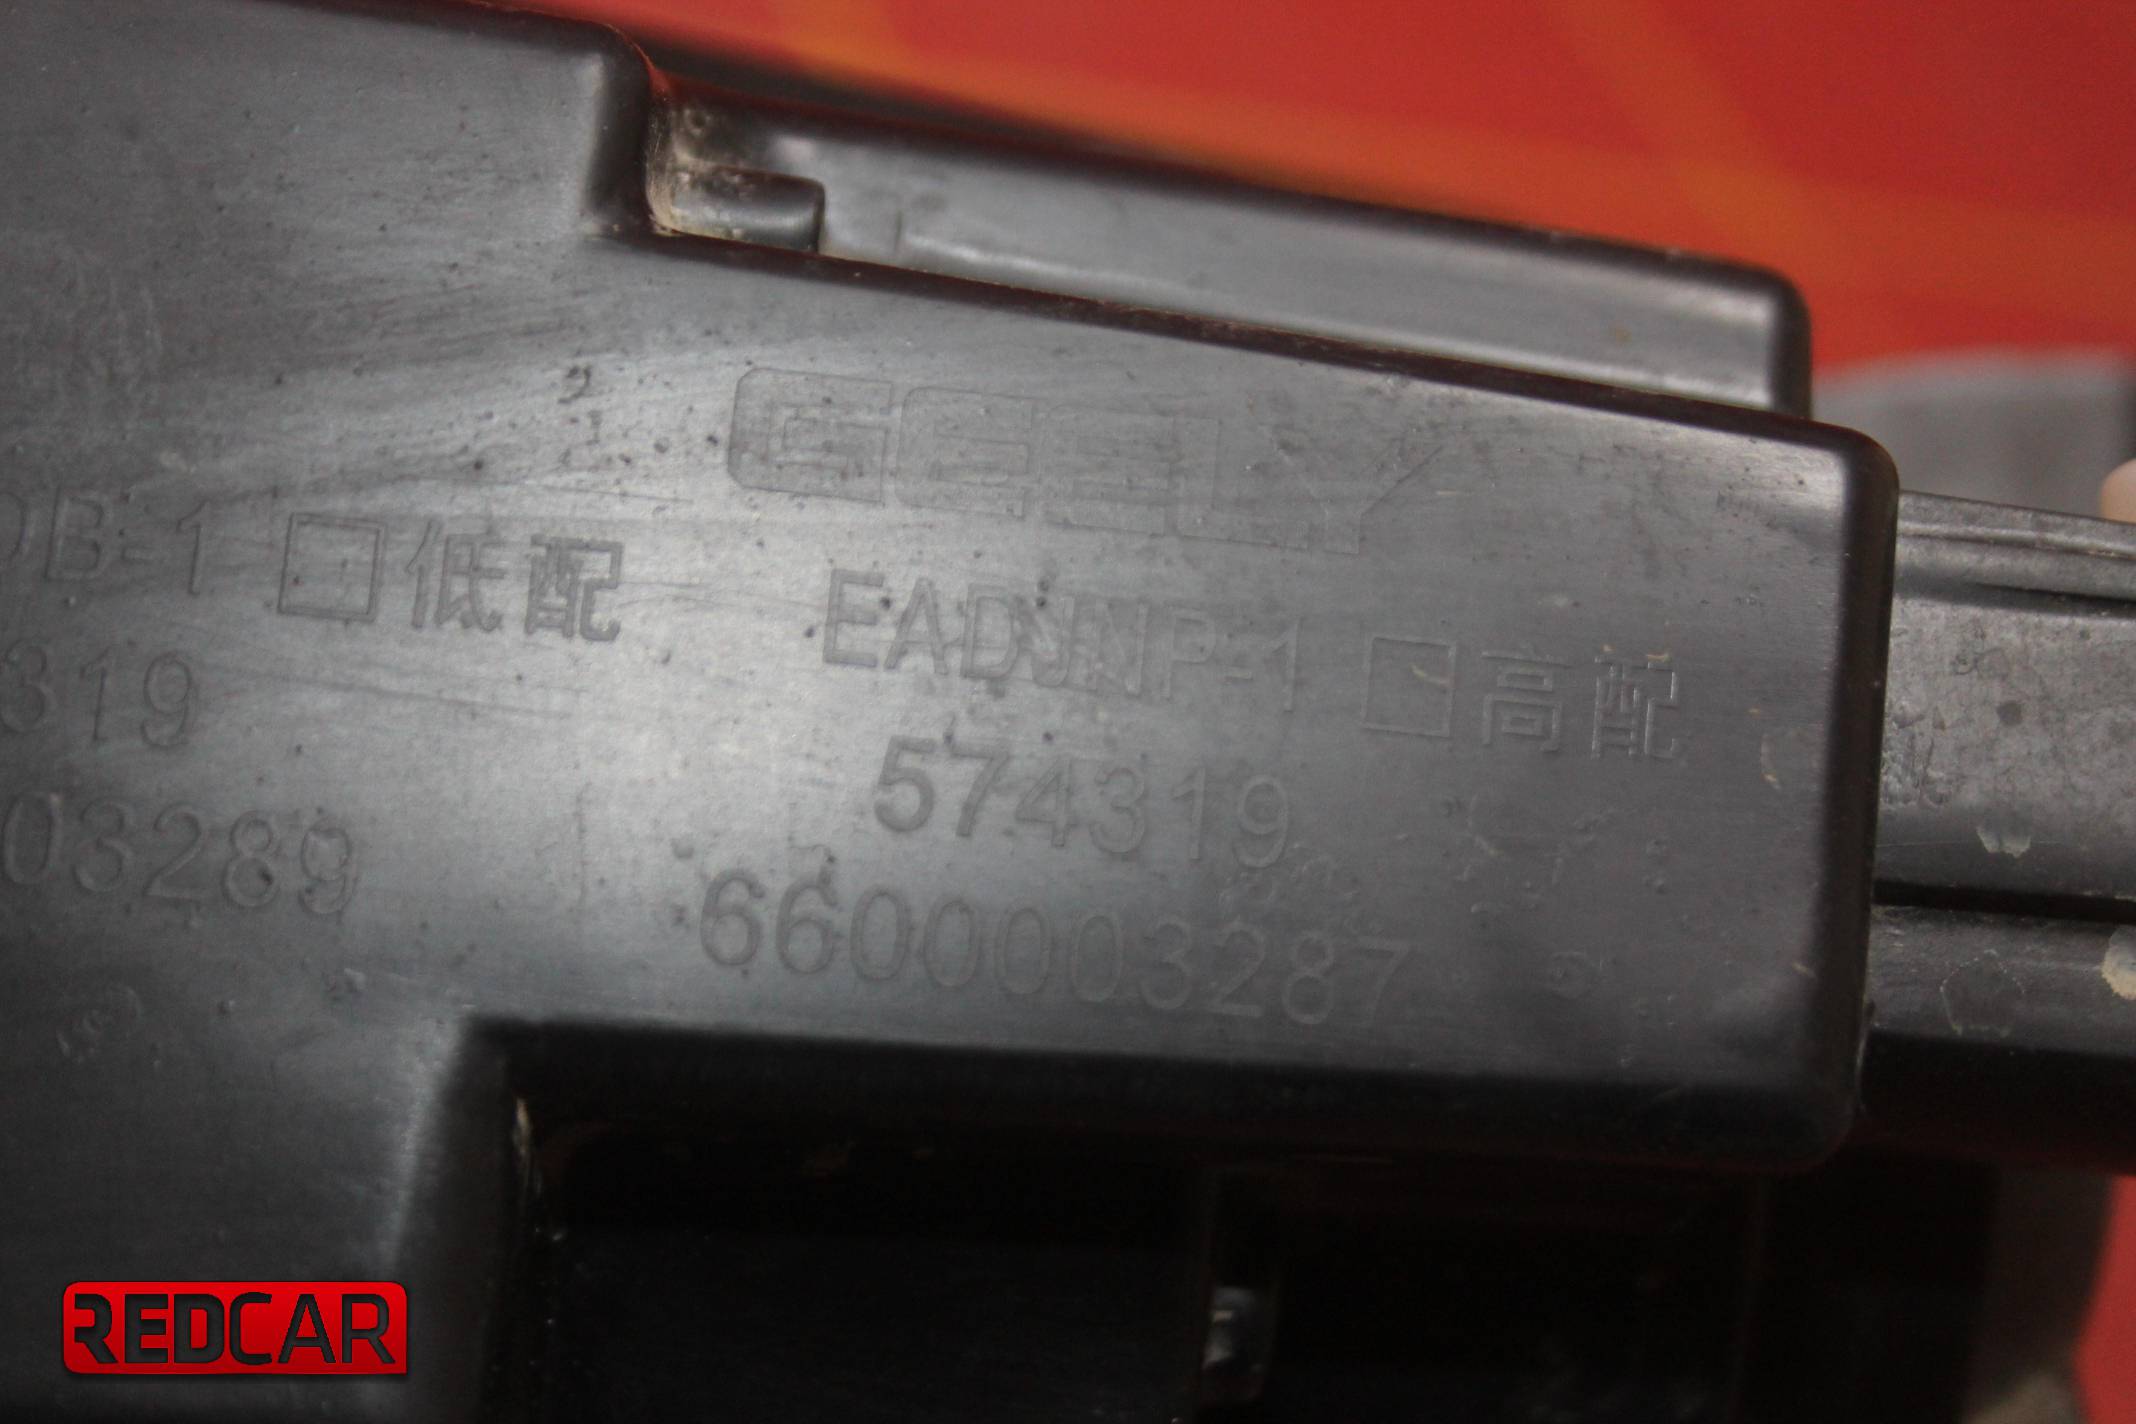 GEELY
DB-1 □低配
EADJNP-1 □高配
319
574319
03289
6600003287
REDCAR